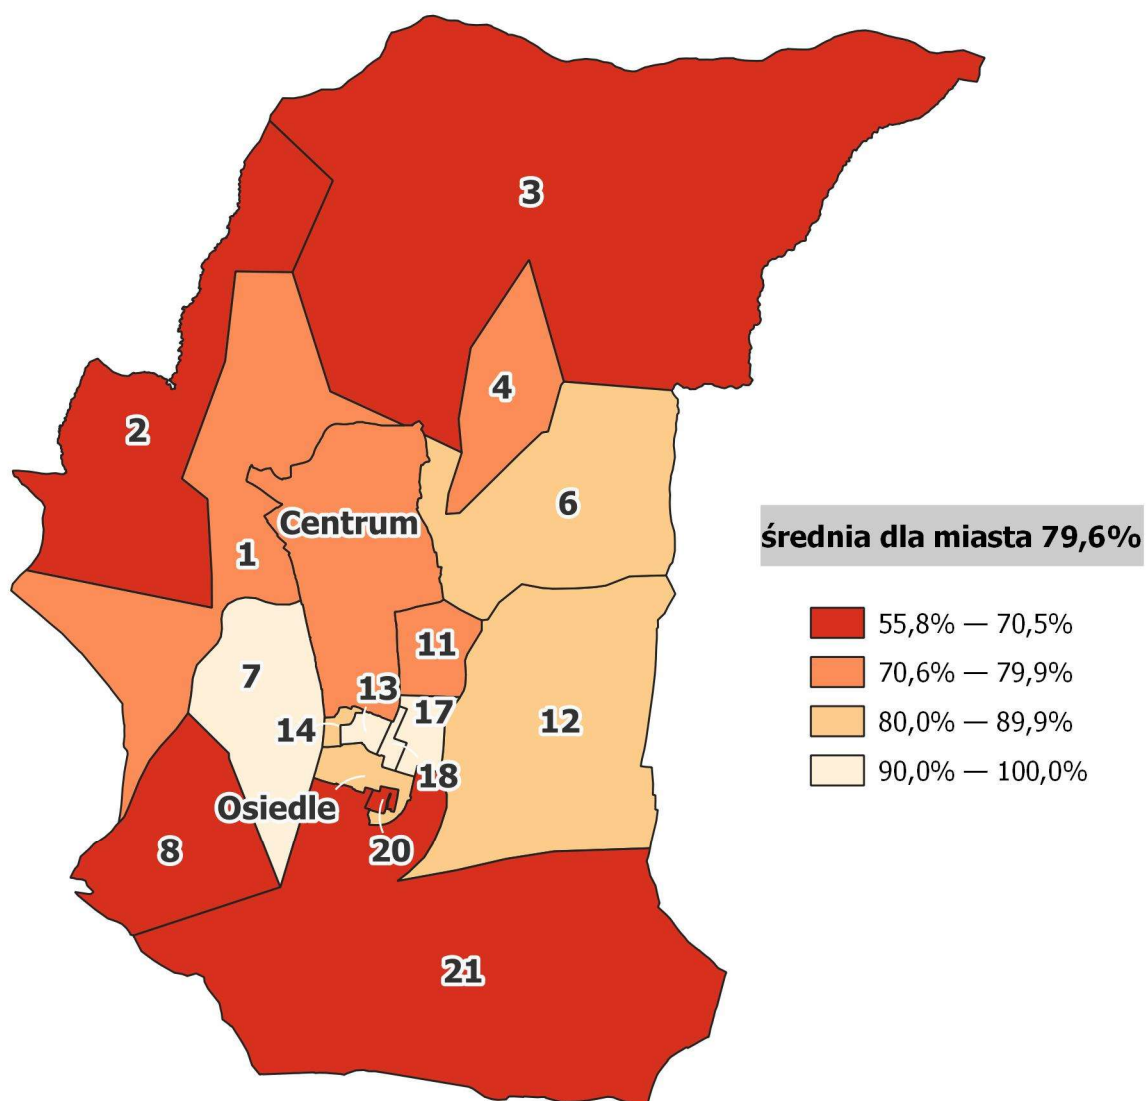 3
4
2
6
Centrum
średnia dla miasta 79,6%
1
55,8% — 70,5%
11
70,6% — 79,9%
7
13
17
12
80,0% — 89,9%
14
18
90,0% — 100,0%
Osiedle
20
8
21